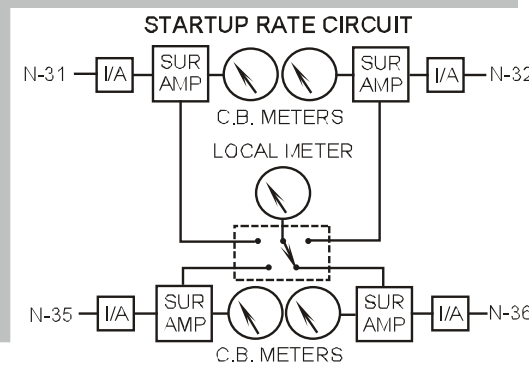 STARTUP RATE CIRCUIT
N-31 I/A SUR AMP SUR AMP I/A N-32
C.B. METERS
LOCAL METER
N-35 I/A SUR AMP SUR AMP I/A N-36
C.B. METERS